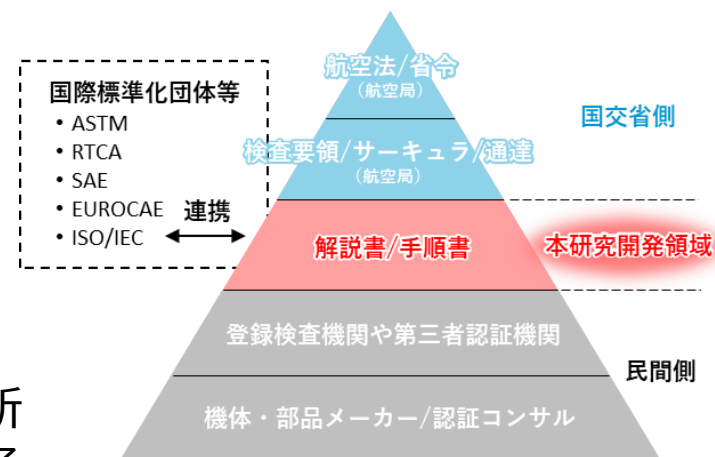 航空法/省令
(航空局)
国際標準化団体等
• ASTM
• RTCA
• SAE
• EUROCAE
• ISO/IEC
連携
国交省側
検査要領/サーキュラ/通達
(航空局)
解説書/手順書
本研究開発領域
登録検査機関や第三者認証機関
民間側
機体・部品メーカー/認証コンサル